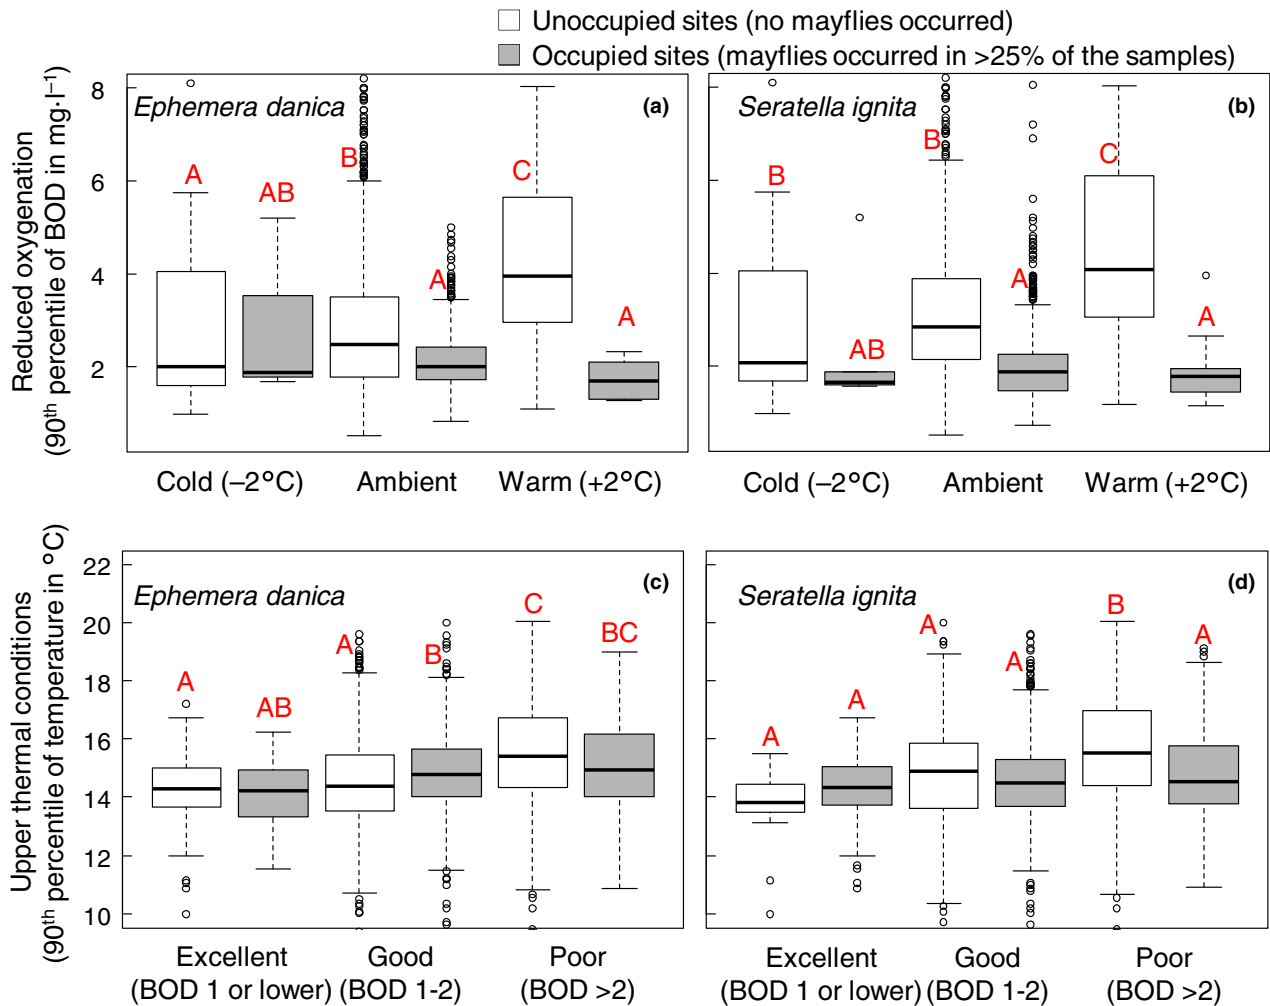 Unoccupied sites (no mayflies occurred)
Occupied sites (mayflies occurred in >25% of the samples)
Reduced oxygenation
(90th percentile of BOD in mg·l–1)
8
6
4
2
Ephemera danica
(a)
A
AB
B
A
C
A
Cold (–2°C)
Ambient
Warm (+2°C)
Seratella ignita
(b)
B
AB
B
A
C
A
Cold (–2°C)
Ambient
Warm (+2°C)
Upper thermal conditions
(90th percentile of temperature in °C)
22
20
18
16
14
12
10
Ephemera danica
(c)
A
AB
A
B
C
BC
Excellent
(BOD 1 or lower)
Good
(BOD 1-2)
Poor
(BOD >2)
Seratella ignita
(d)
A
A
A
A
B
A
Excellent
(BOD 1 or lower)
Good
(BOD 1-2)
Poor
(BOD >2)